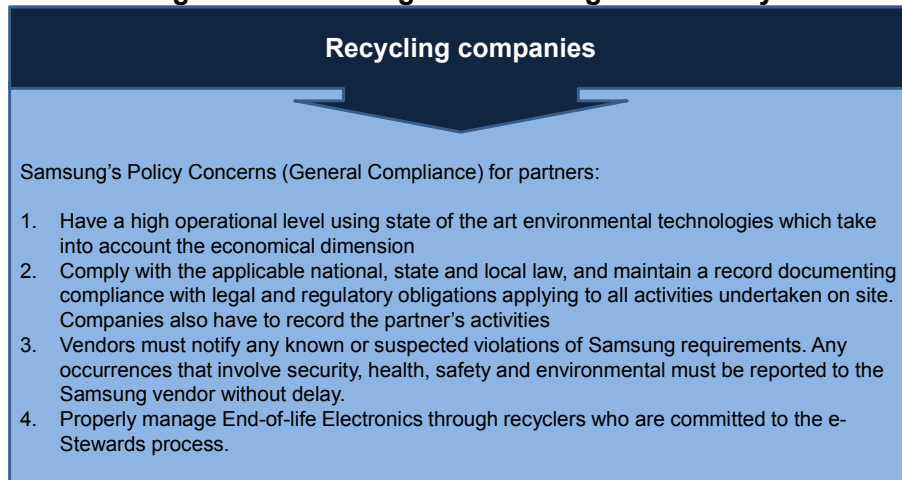 Recycling companies
Samsung’s Policy Concerns (General Compliance) for partners:
1. Have a high operational level using state of the art environmental technologies which take
into account the economical dimension
2. Comply with the applicable national, state and local law, and maintain a record documenting
compliance with legal and regulatory obligations applying to all activities undertaken on site.
Companies also have to record the partner’s activities
3. Vendors must notify any known or suspected violations of Samsung requirements. Any
occurrences that involve security, health, safety and environmental must be reported to the
Samsung vendor without delay.
4. Properly manage End-of-life Electronics through recyclers who are committed to the e-
Stewards process.